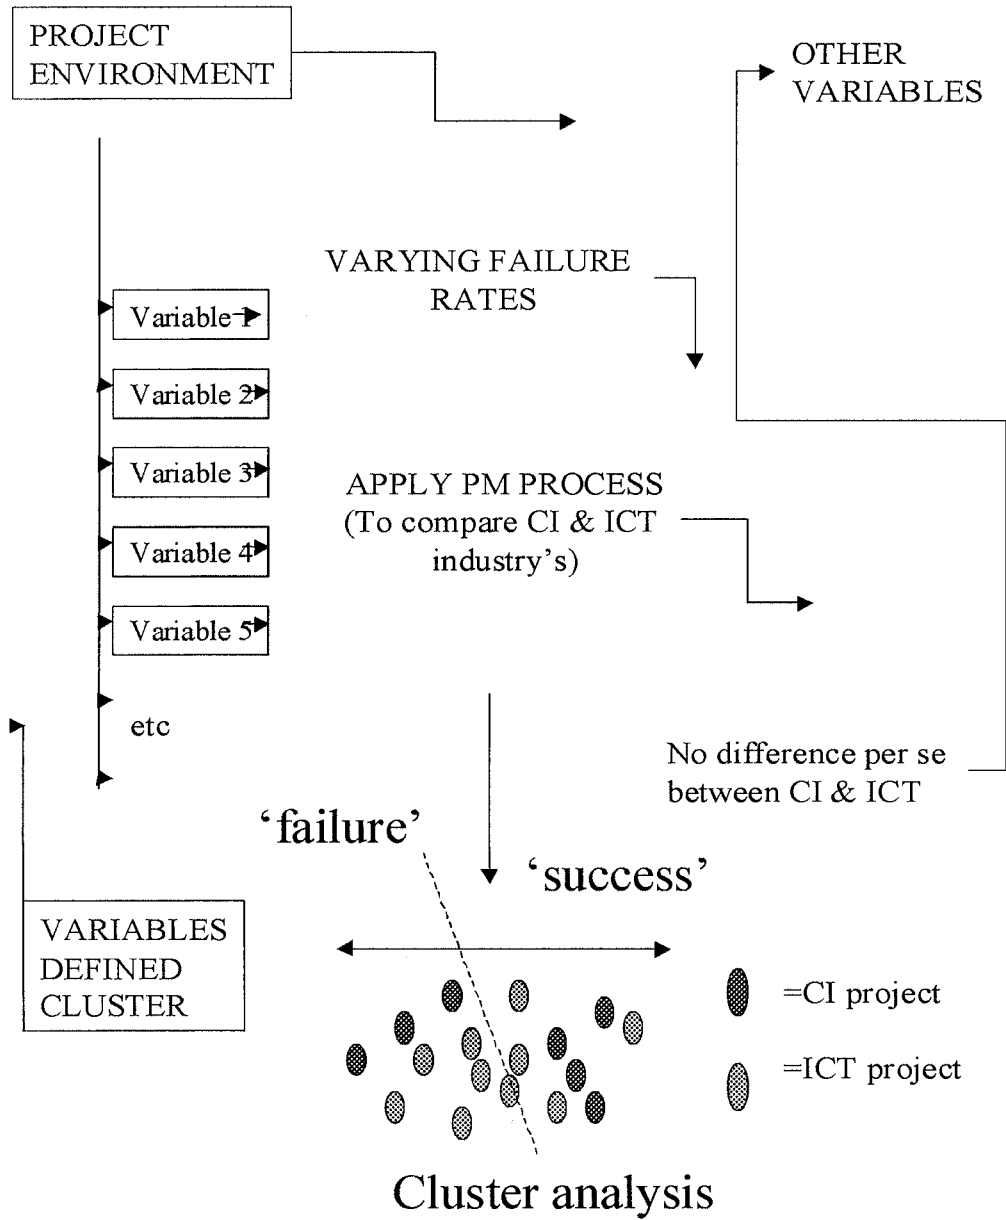 PROJECT
ENVIRONMENT
OTHER
VARIABLES
VARYING FAILURE
RATES
Variable 1
Variable 2
Variable 3
Variable 4
Variable 5
etc
APPLY PM PROCESS
(To compare CI & ICT
industry’s)
No difference per se
between CI & ICT
‘failure’
‘success’
VARIABLES
DEFINED
CLUSTER
=CI project
=ICT project
Cluster analysis